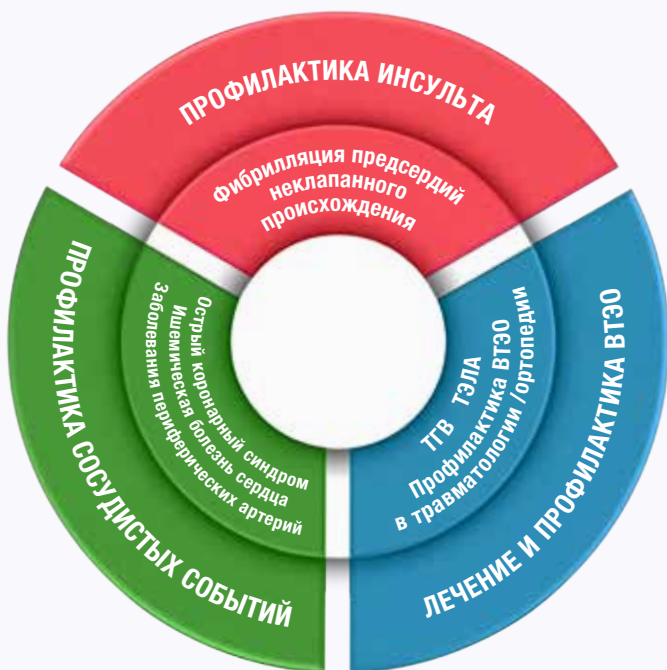 ПРОФИЛАКТИКА ИНСУЛЬТА
Фибрилляция предсердий
неклапанного
происхождения
ЛЕЧЕНИЕ И ПРОФИЛАКТИКА ВТЭО
ТГВ ТЭЛА
Профилактика ВТЭО
в травматологии /ортопедии
ПРОФИЛАКТИКА СОСУДИСТЫХ СОБЫТИЙ
Острый коронарный синдром
Ишемическая болезнь сердца
Заболевания периферических артерий